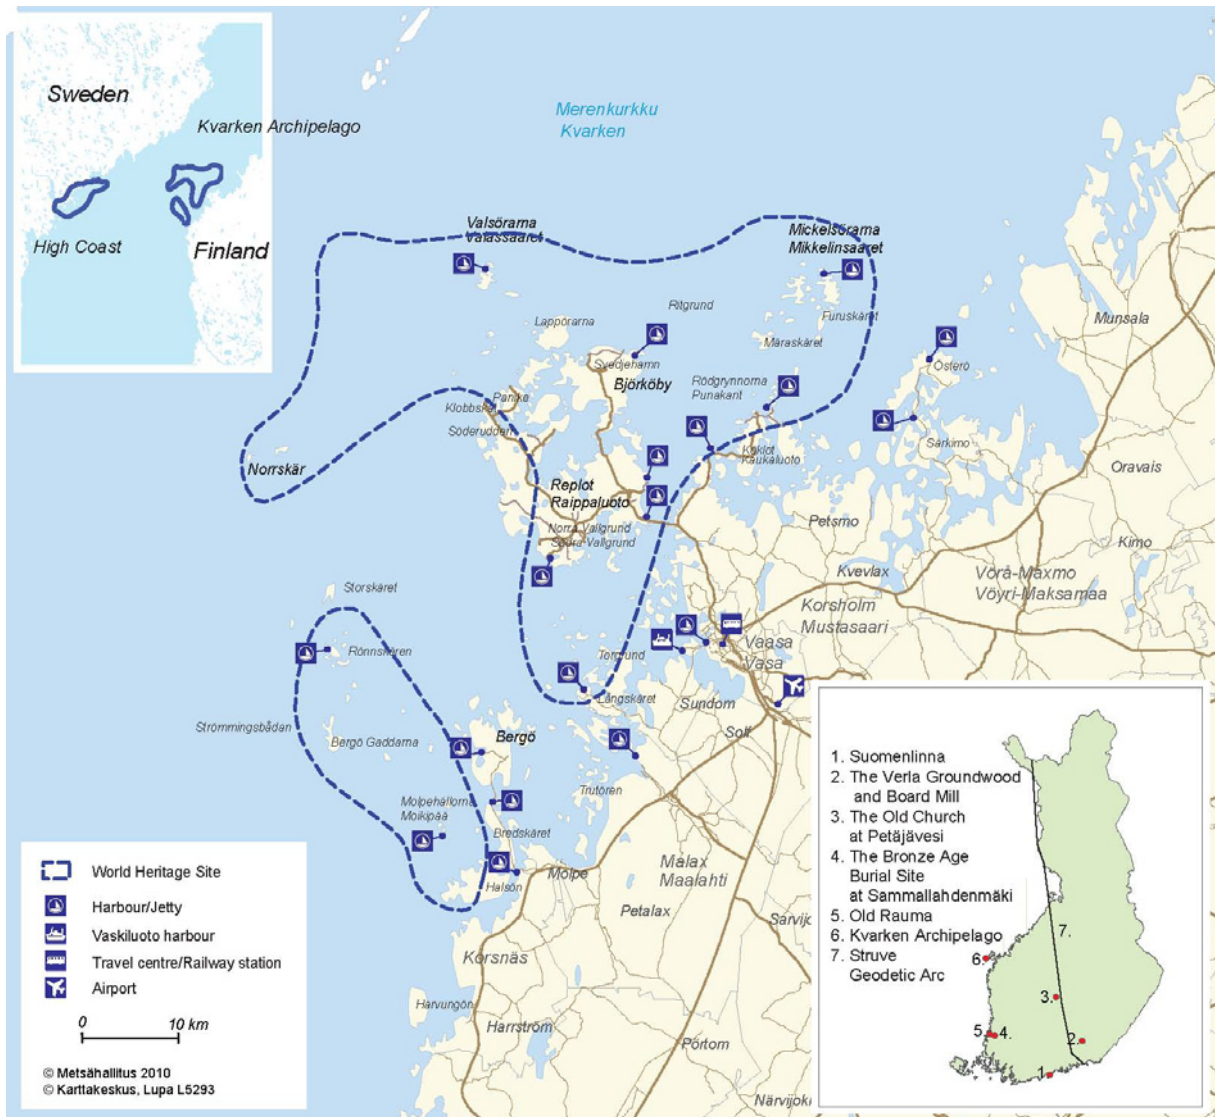 Sweden
Kvarken Archipelago
High Coast
Finland
Merenkurkku
Kvarken
Valsörarna
Valassaaret
Mickelsörarna
Mikkelinsaaret
Ritgrund
Lappörarna
Furuskäret
Märaskäret
Munsala
Svedjehamn
Björköby
Österö
Rödgrynnorna
Punakant
Panike
Klobbskat
Söderudden
Särkimo
Köklot
Kaukaluoto
Norrskär
Oravais
Replot
Raippaluoto
Petsmo
Norra Vallgrund
Södra Vallgrund
Kimo
Kvevlax
Vörå-Maxmo
Vöyri-Maksamaa
Storskäret
Korsholm
Mustasaari
Vaasa
Vasa
Rönnskären
Torgrund
Långskäret
Sundom
Solf
Strömmingsbådan
Bergö Gaddarna
Bergö
Trutören
Molpehällorna
Moikipää
Bredskäret
Molpe
Halsön
Malax
Maalahti
Petalax
Särvijoki
Korsnäs
Harvungön
Harrström
Pörtom
Närvijoki
World Heritage Site
Harbour/Jetty
Vaskiluoto harbour
Travel centre/Railway station
Airport
0 10 km
© Metsähallitus 2010
© Karttakeskus, Lupa L5293
1. Suomenlinna
2. The Verla Groundwood
and Board Mill
3. The Old Church
at Petäjävesi
4. The Bronze Age
Burial Site
at Sammallahdenmäki
5. Old Rauma
6. Kvarken Archipelago
7. Struve
Geodetic Arc
7.
6.
3.
5.
4.
2.
1.